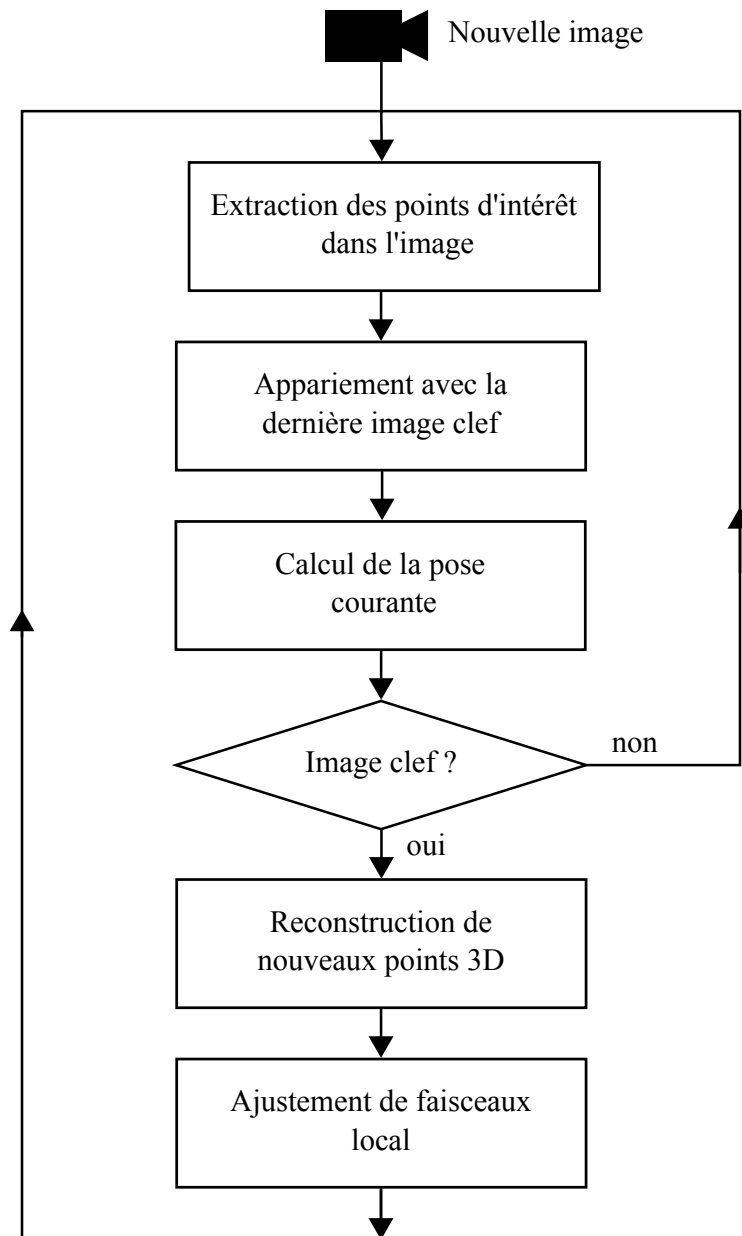 Nouvelle image
Extraction des points d'intérêt
dans l'image
Appariement avec la
dernière image clef
Calcul de la pose
courante
Image clef ?
non
oui
Reconstruction de
nouveaux points 3D
Ajustement de faisceaux
local